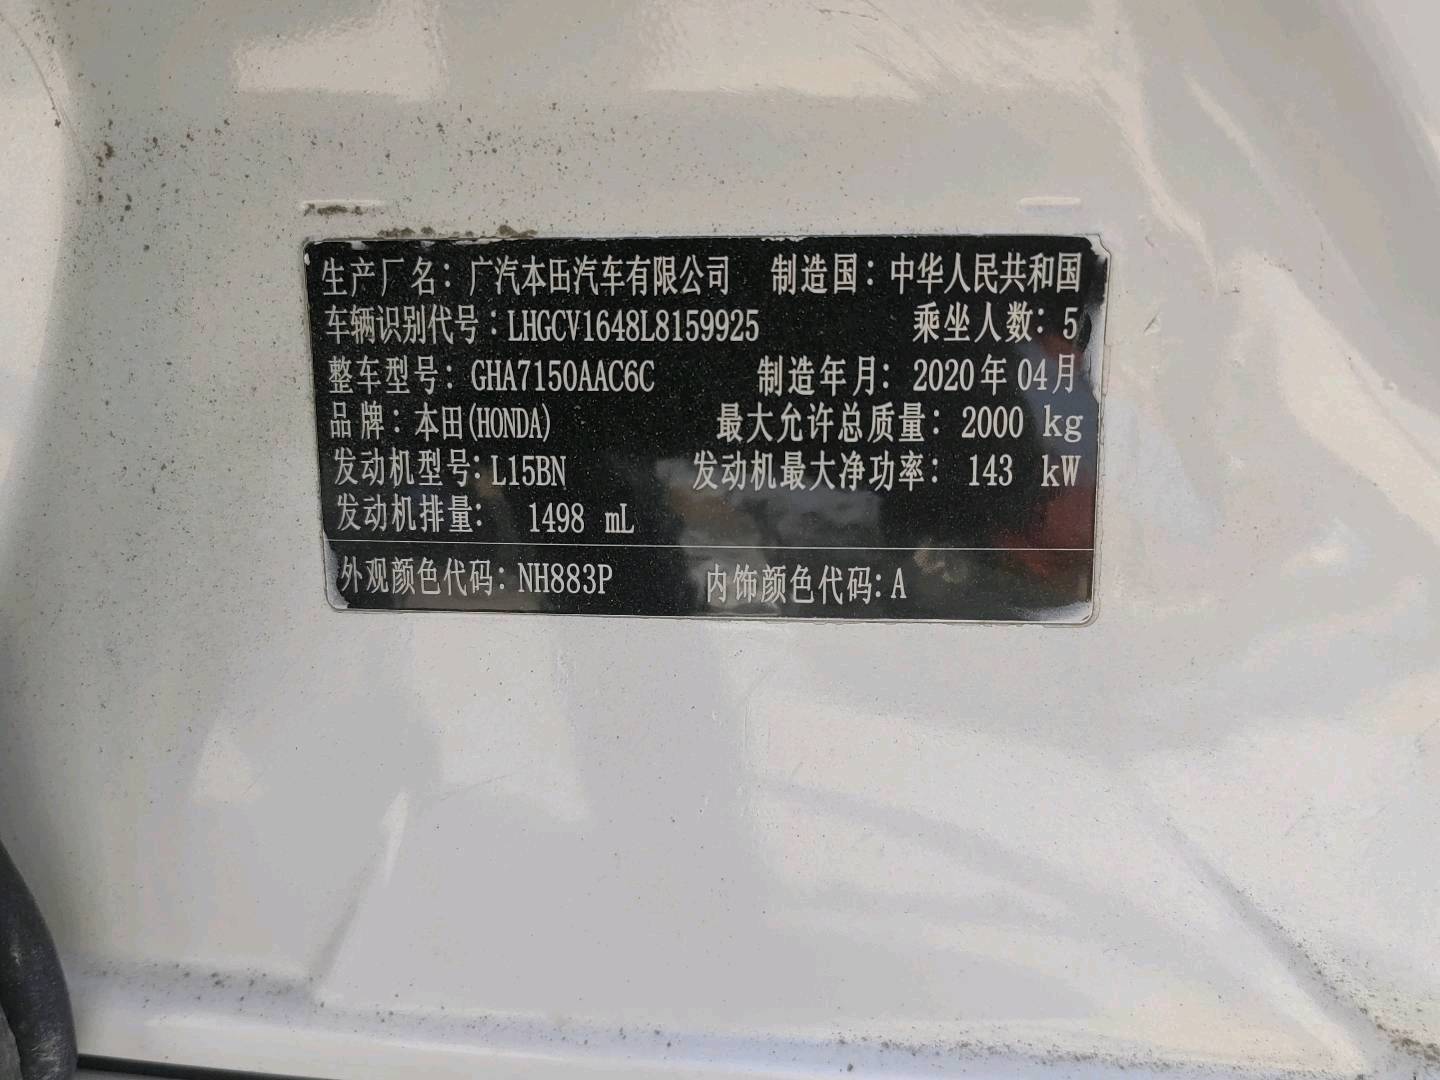 生产厂名：广汽本田汽车有限公司 制造国：中华人民共和国
车辆识别代号：LHGCV1648L8159925 乘坐人数：5
整车型号：GHA7150AAC6C 制造年月：2020年04月
品牌：本田(HONDA) 最大允许总质量：2000 kg
发动机型号：L15BN 发动机最大净功率：143 kW
发动机排量： 1498 mL
外观颜色代码：NH883P 内饰颜色代码：A